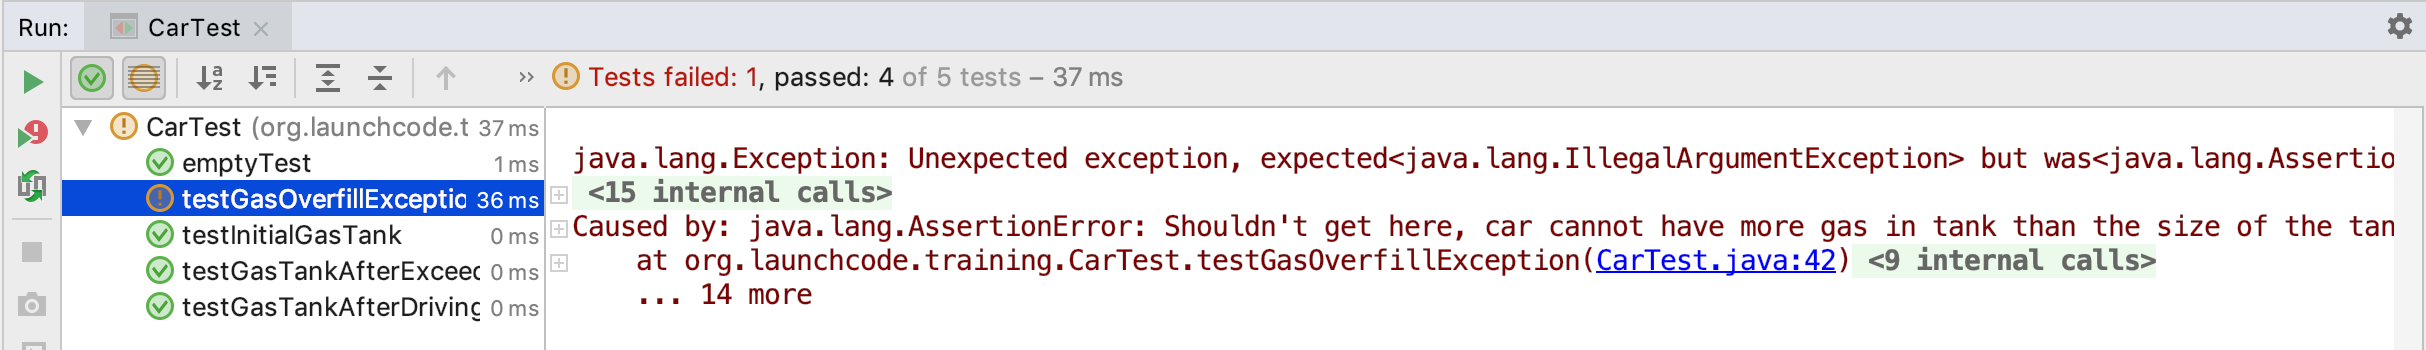 Run: CarTest
Tests failed: 1, passed: 4 of 5 tests – 37 ms
CarTest (org.launchcode.t 37 ms
emptyTest 1 ms
testGasOverfillExceptio 36 ms
testInitialGasTank 0 ms
testGasTankAfterExceed 0 ms
testGasTankAfterDriving 0 ms
java.lang.Exception: Unexpected exception, expected<java.lang.IllegalArgumentException> but was<java.lang.Assertio
<15 internal calls>
Caused by: java.lang.AssertionError: Shouldn't get here, car cannot have more gas in tank than the size of the tan
at org.launchcode.training.CarTest.testGasOverfillException(CarTest.java:42) <9 internal calls>
... 14 more